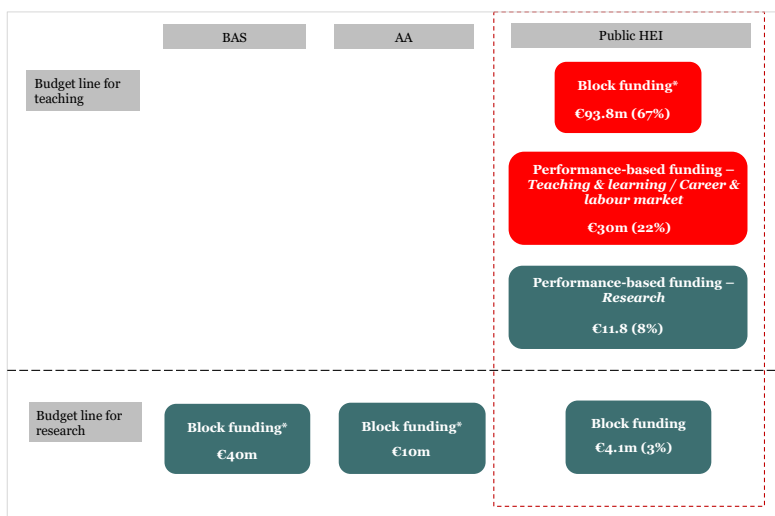 BAS
AA
Public HEI
Budget line for
teaching
Block funding*
€93.8m (67%)
Performance-based funding –
Teaching & learning / Career &
labour market
€30m (22%)
Performance-based funding –
Research
€11.8 (8%)
Budget line for
research
Block funding*
€40m
Block funding*
€10m
Block funding
€4.1m (3%)